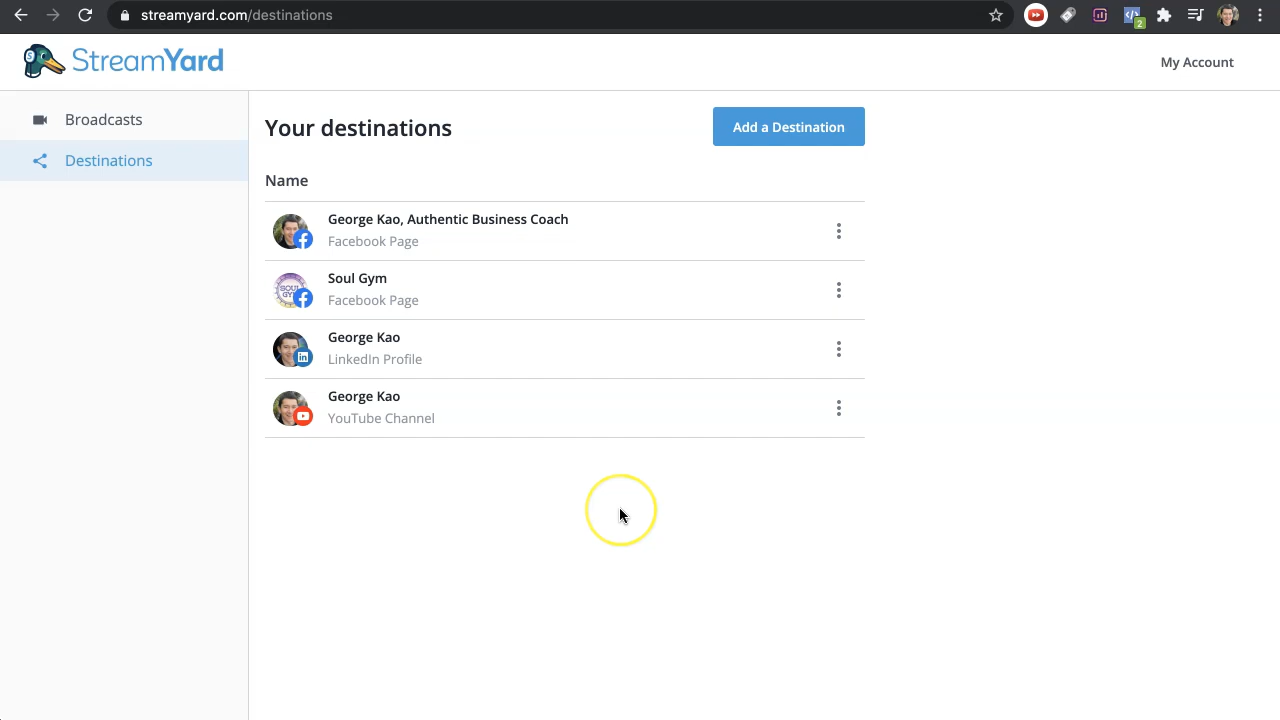 streamyard.com/destinations
2
StreamYard
My Account
Broadcasts
Destinations
Your destinations
Add a Destination
Name
George Kao, Authentic Business Coach
Facebook Page
Soul Gym
Facebook Page
George Kao
LinkedIn Profile
George Kao
YouTube Channel